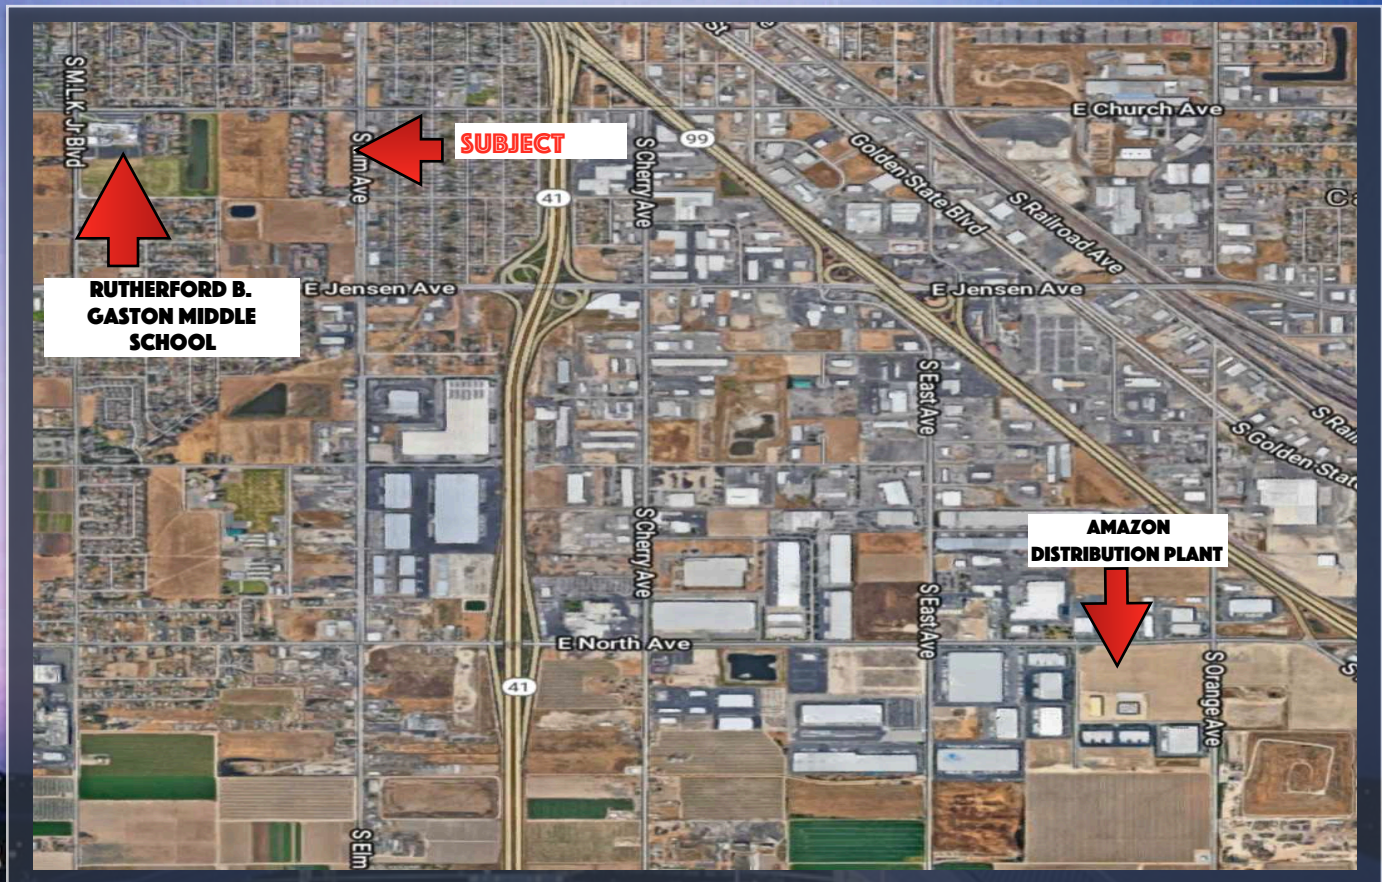 St
S M.L.K. Jr Blvd
E Church Ave
SUBJECT
99
S Elm Ave
S Cherry Ave
Golden State Blvd
41
S Railroad Ave
RUTHERFORD B.
GASTON MIDDLE
SCHOOL
E Jensen Ave
E Jensen Ave
S East Ave
S Golden State
S Cherry Ave
AMAZON
DISTRIBUTION PLANT
S East Ave
E North Ave
S Orange Ave
41
S Elm